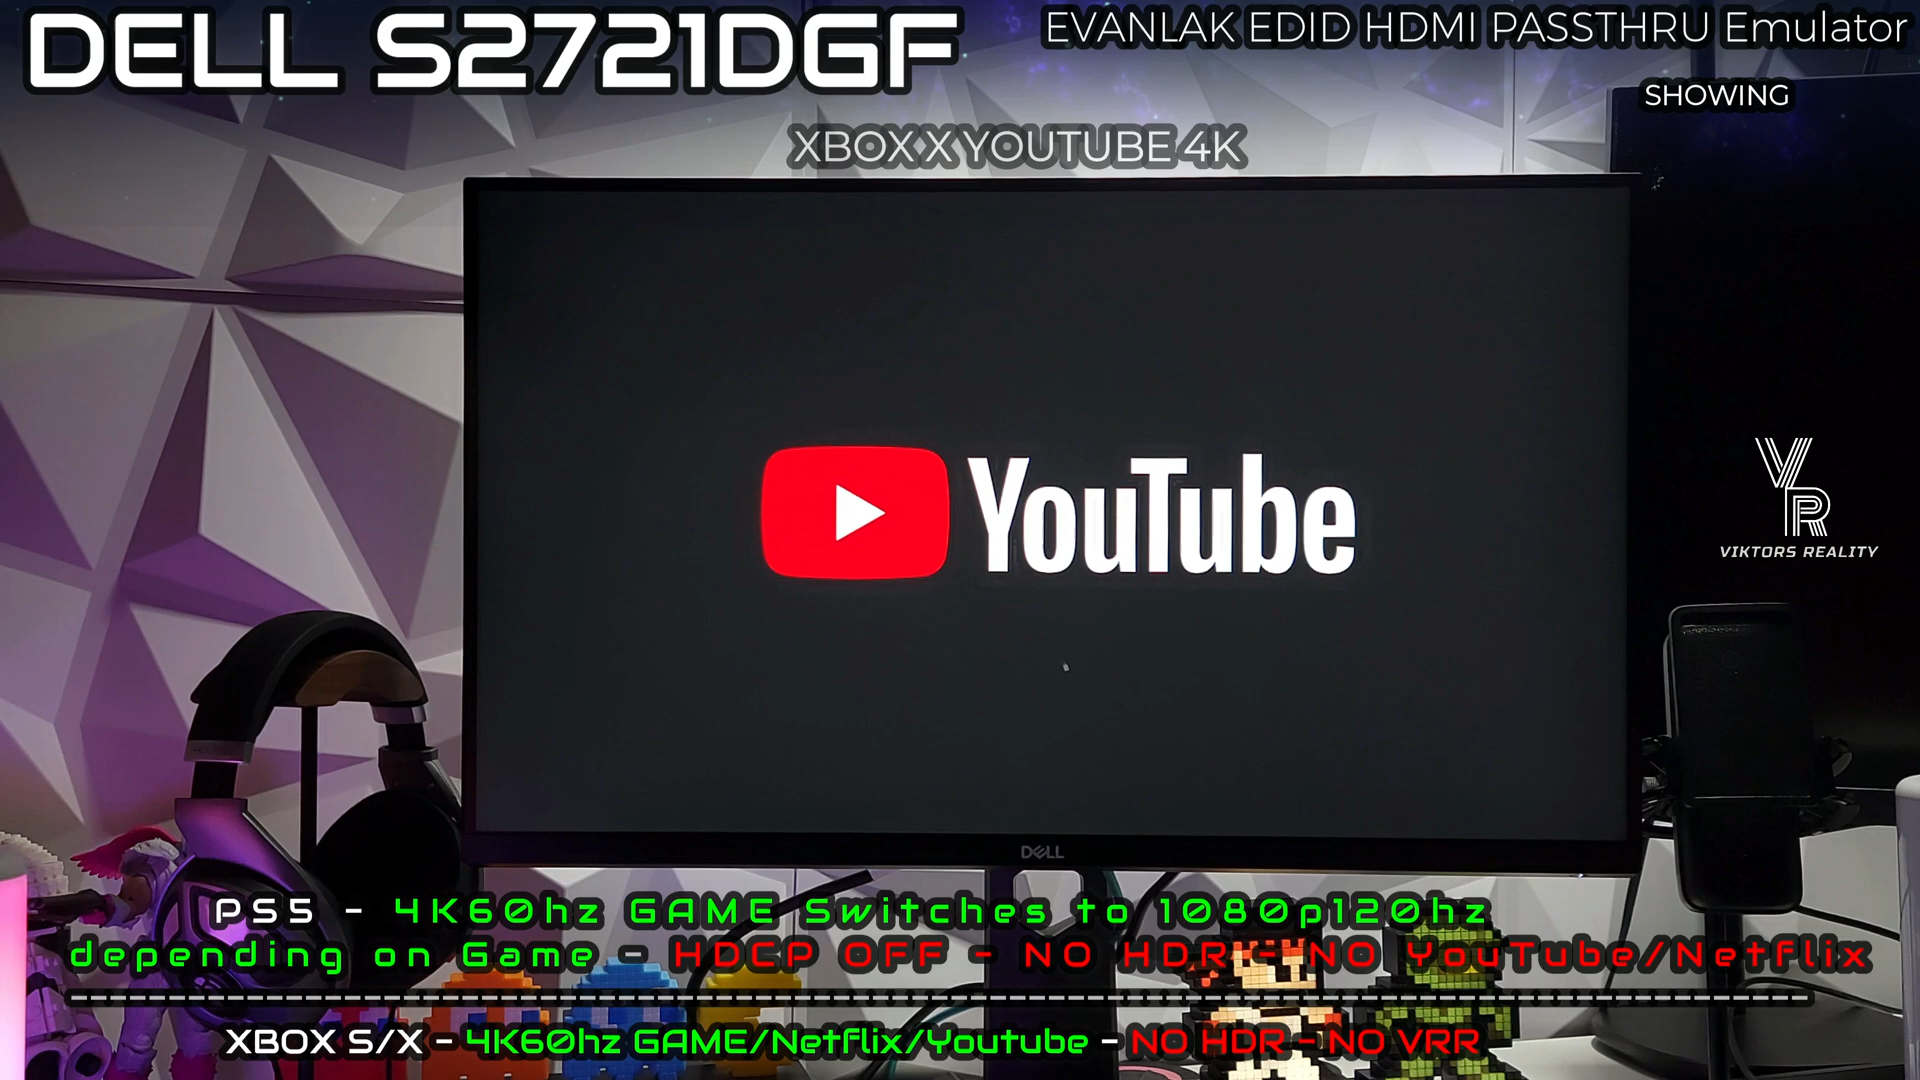 DELL S2721DGF
EVANLAK EDID HDMI PASSTHRU Emulator
SHOWING
XBOX X YOUTUBE 4K
YouTube
VR
VIKTORS REALITY
DELL
PS5 - 4K60hz GAME Switches to 1080p120hz
depending on Game - HDCP OFF - NO HDR - NO YouTube/Netflix
XBOX S/X - 4K60hz GAME/Netflix/Youtube - NO HDR - NO VRR